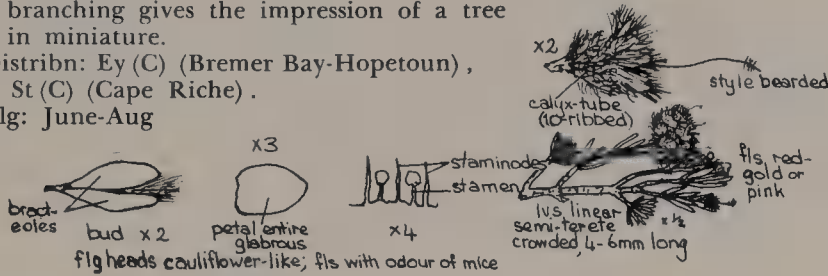 branching gives the impression of a tree
in miniature.
istribn: Ey (C) (Bremer Bay-Hopetoun),
St (C) (Cape Riche).
lg: June-Aug
x2
style bearded
calyx-tube
(10-ribbed)
x3
staminodes
stamen
fls, red-
gold or
pink
bract-
eoles
bud x2
petal entire
glabrous
x4
lvs, linear
semi-terete
crowded, 4-6mm long
x½
flg heads cauliflower-like; fls with odour of mice